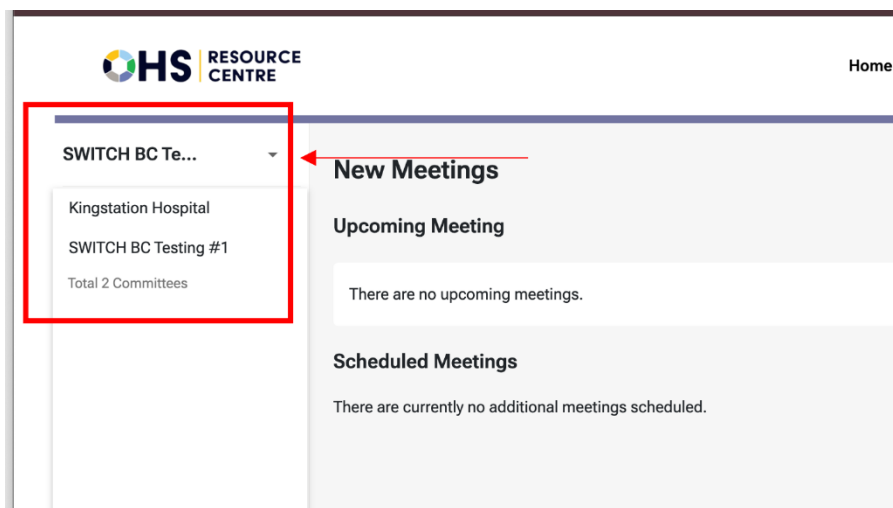 OHS RESOURCE
CENTRE
Home
SWITCH BC Te...
Kingstation Hospital
SWITCH BC Testing #1
Total 2 Committees
New Meetings
Upcoming Meeting
There are no upcoming meetings.
Scheduled Meetings
There are currently no additional meetings scheduled.